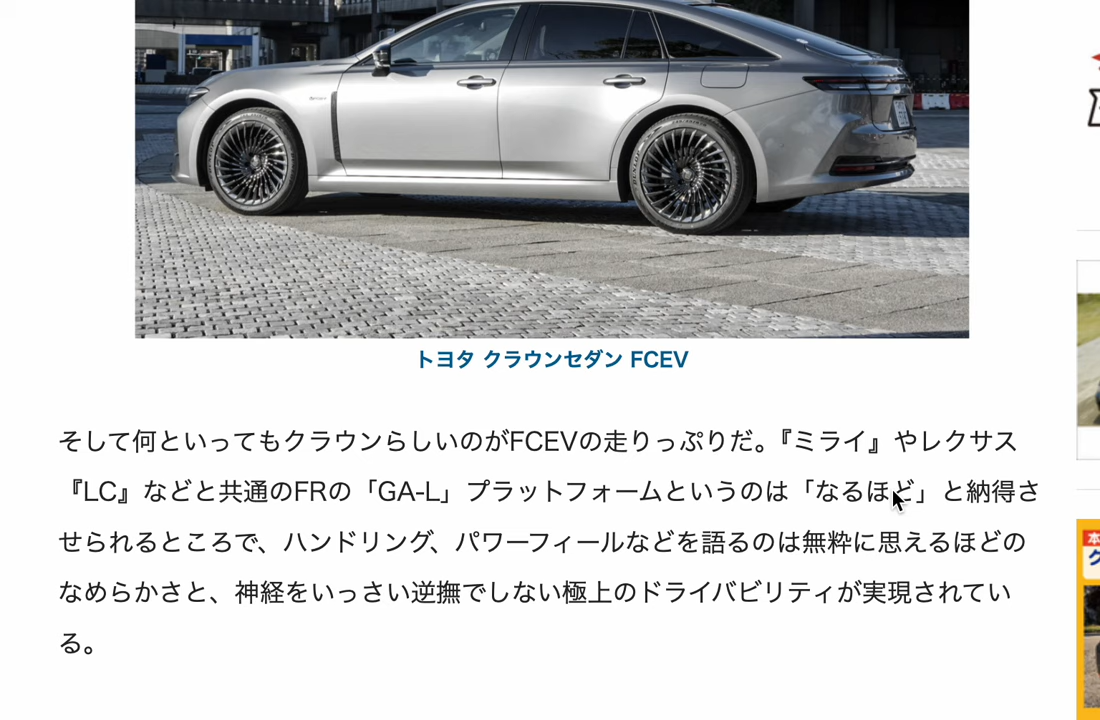 トヨタ クラウンセダン FCEV
そして何といってもクラウンらしいのがFCEVの走りっぷりだ。『ミライ』やレクサス
『LC』などと共通のFRの「GA-L」プラットフォームというのは「なるほど」と納得さ
せられるところで、ハンドリング、パワーフィールなどを語るのは無粋に思えるほどの
なめらかさと、神経をいっさい逆撫でしない極上のドライバビリティが実現されてい
る。
本
ク